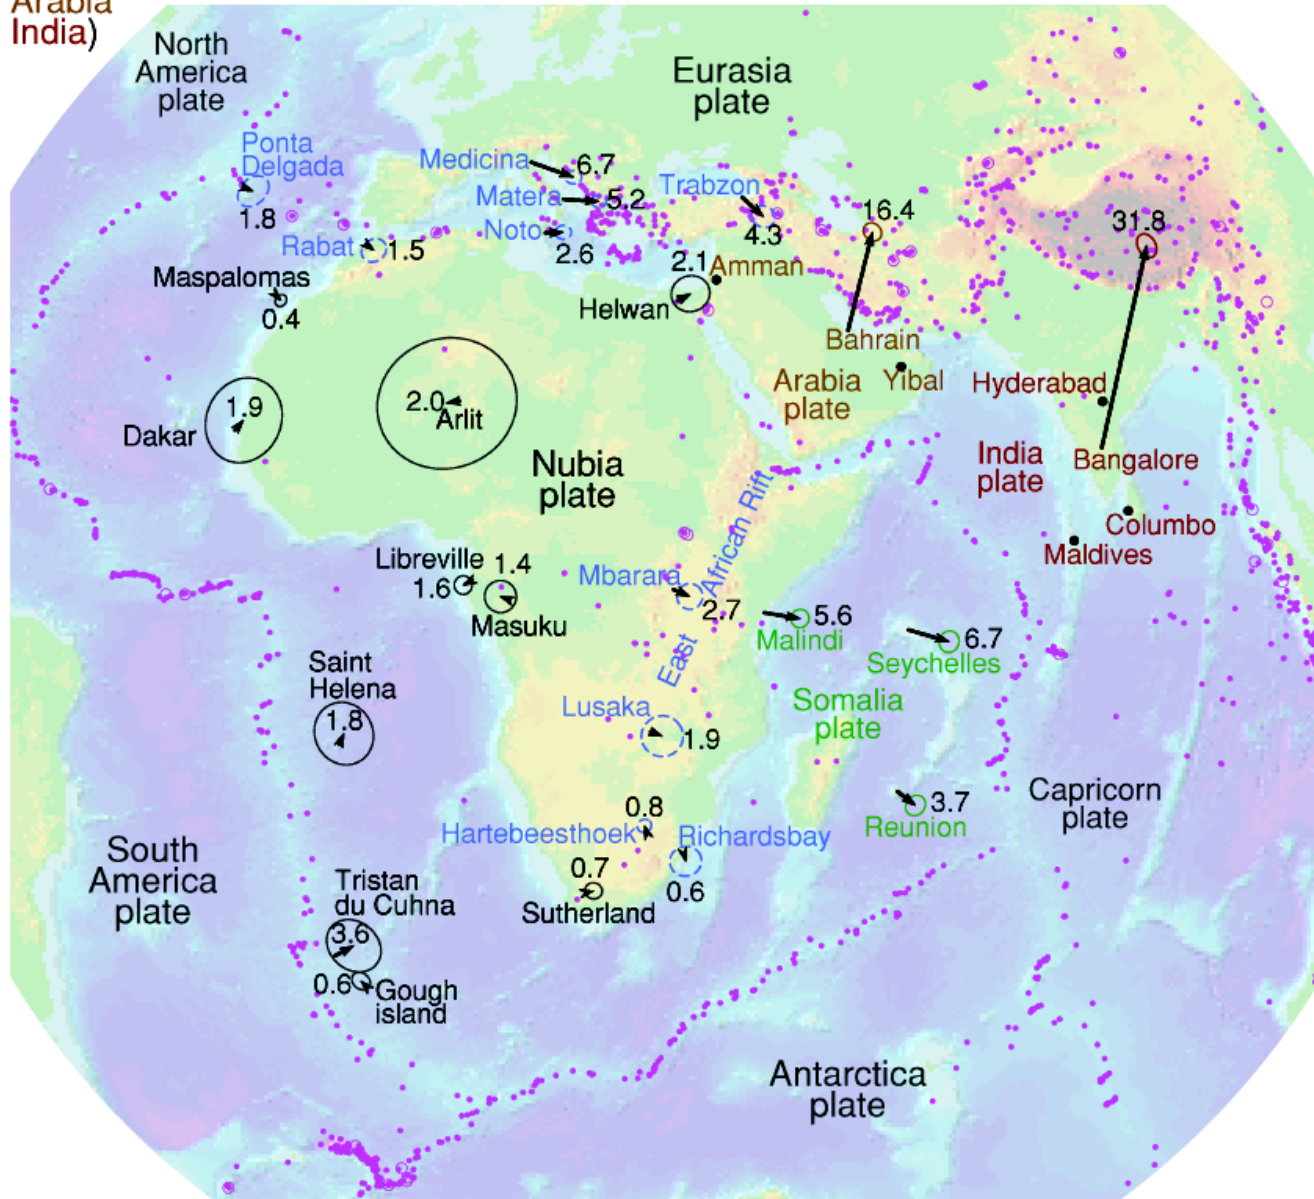 Arabia
India)
North
America
plate
Eurasia
plate
Ponta
Delgada
1.8
Medicina
6.7
Matera
5.2
Noto
2.6
Trabzon
4.3
16.4
31.8
Rabat
1.5
Maspalomas
0.4
2.1
Amman
Helwan
Bahrain
Arabia
plate
Yibal
Hyderabad
1.9
Dakar
2.0
Arlit
Nubia
plate
India
plate
Bangalore
Columbo
Maldives
East African Rift
Libreville
1.6
1.4
Masuku
Mbarara
2.7
5.6
Malindi
6.7
Seychelles
Saint
Helena
1.8
Lusaka
1.9
Somalia
plate
3.7
Reunion
Capricorn
plate
0.8
Hartebeesthoek
Richardsbay
0.6
0.7
Sutherland
South
America
plate
Tristan
du Cuhna
3.6
0.6
Gough
island
Antarctica
plate